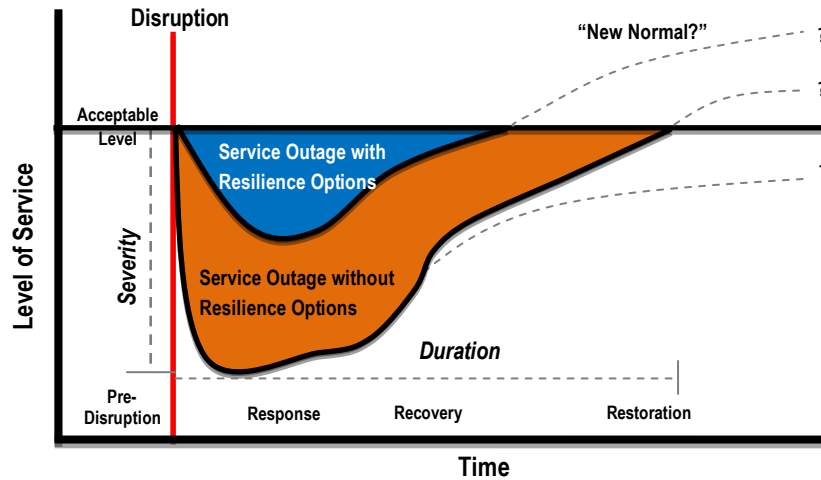 Disruption
“New Normal?”
?
?
Acceptable
Level
Service Outage with
Resilience Options
Level of Service
Severity
Service Outage without
Resilience Options
Duration
Pre-
Disruption
Response
Recovery
Restoration
Time